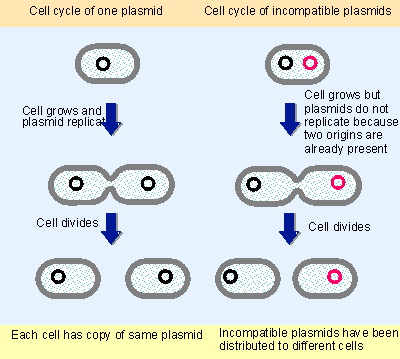 Cell cycle of one plasmid
Cell cycle of incompatible plasmids
Cell grows and
plasmid replicat
Cell grows but
plasmids do not
replicate because
two origins are
already present
Cell divides
Cell divides
Each cell has copy of same plasmid
Incompatible plasmids have been
distributed to different cells